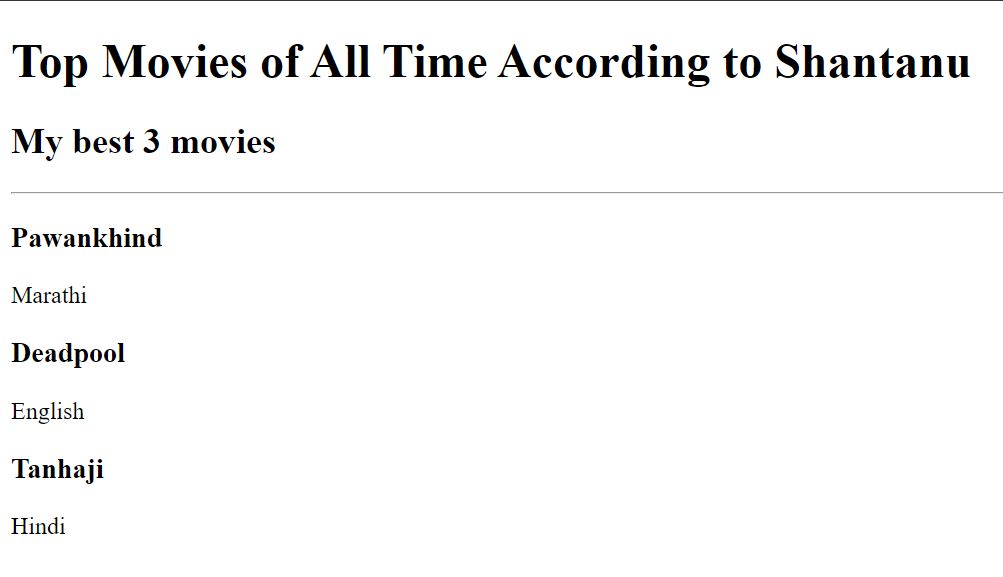 Top Movies of All Time According to Shantanu
My best 3 movies
Pawankhind
Marathi
Deadpool
English
Tanhaji
Hindi